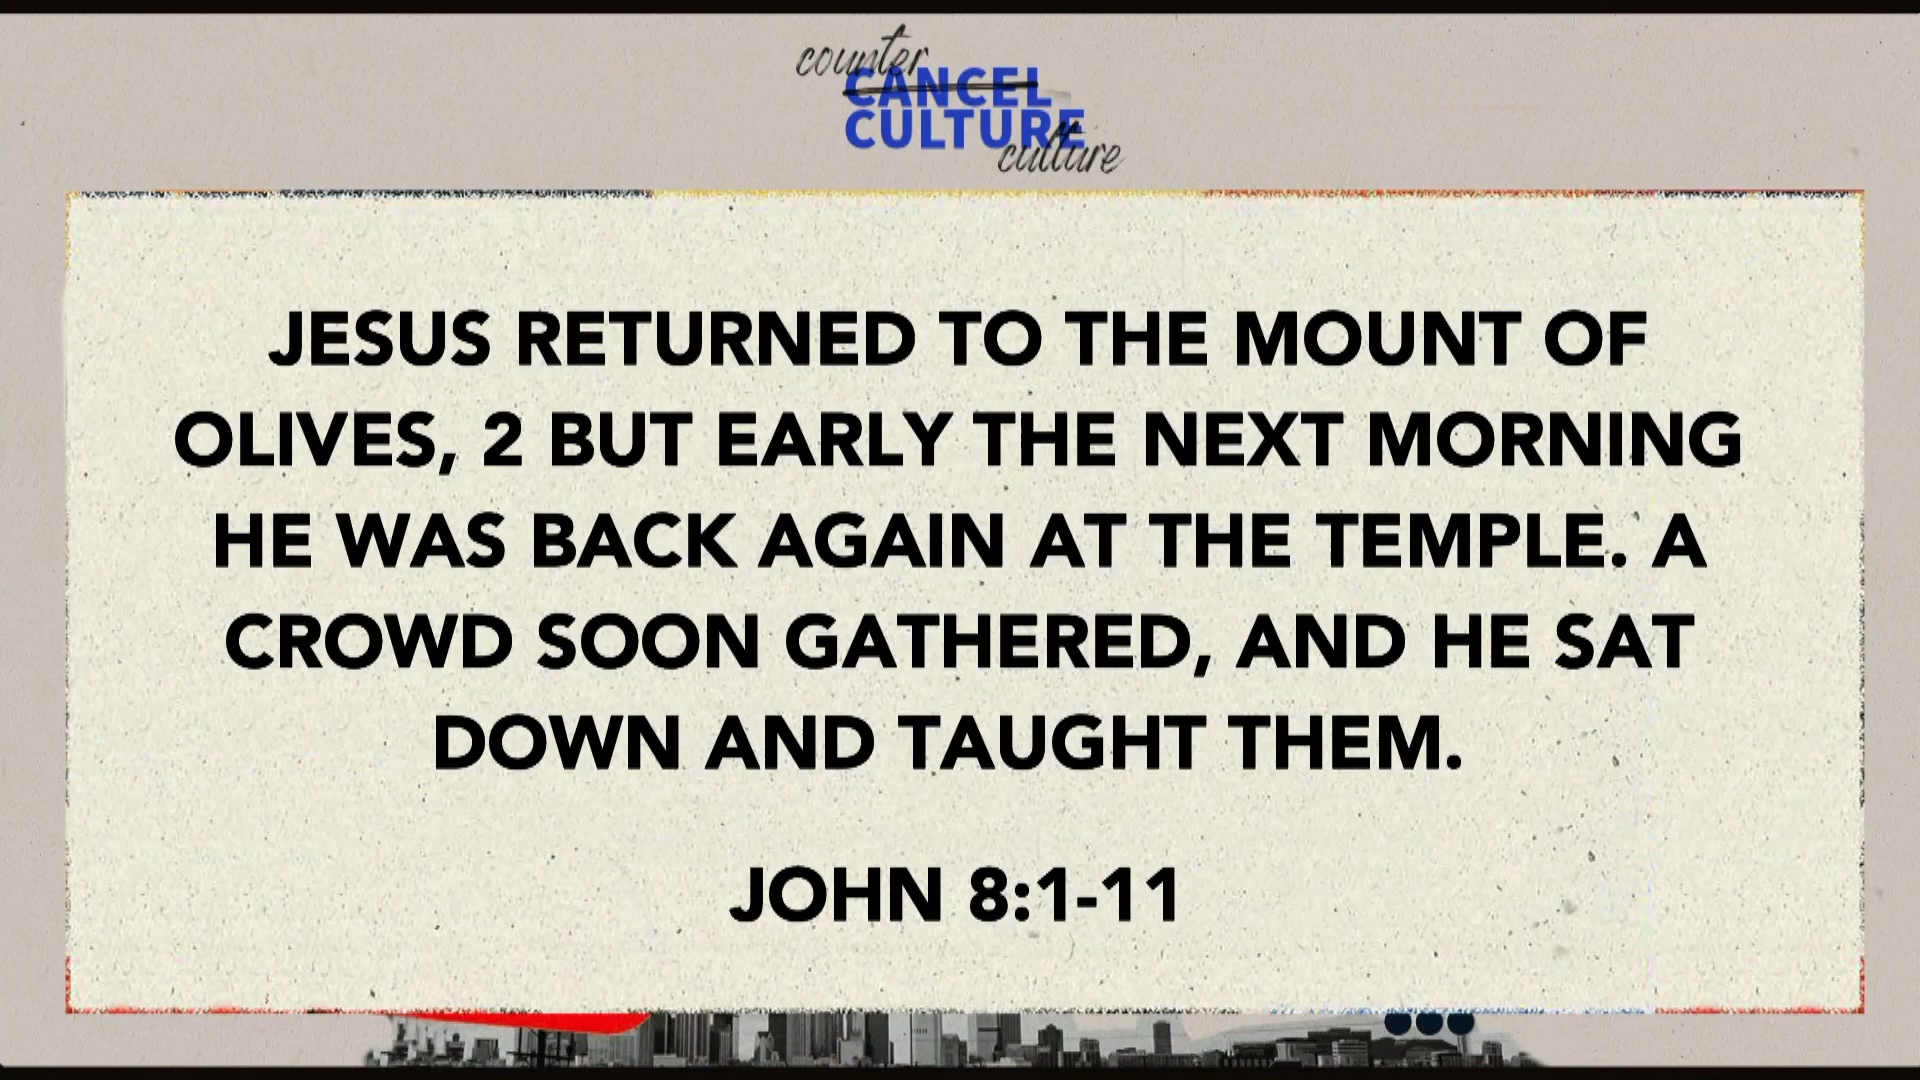 counter
CANCEL
CULTURE
culture
JESUS RETURNED TO THE MOUNT OF
OLIVES, 2 BUT EARLY THE NEXT MORNING
HE WAS BACK AGAIN AT THE TEMPLE. A
CROWD SOON GATHERED, AND HE SAT
DOWN AND TAUGHT THEM.
JOHN 8:1-11